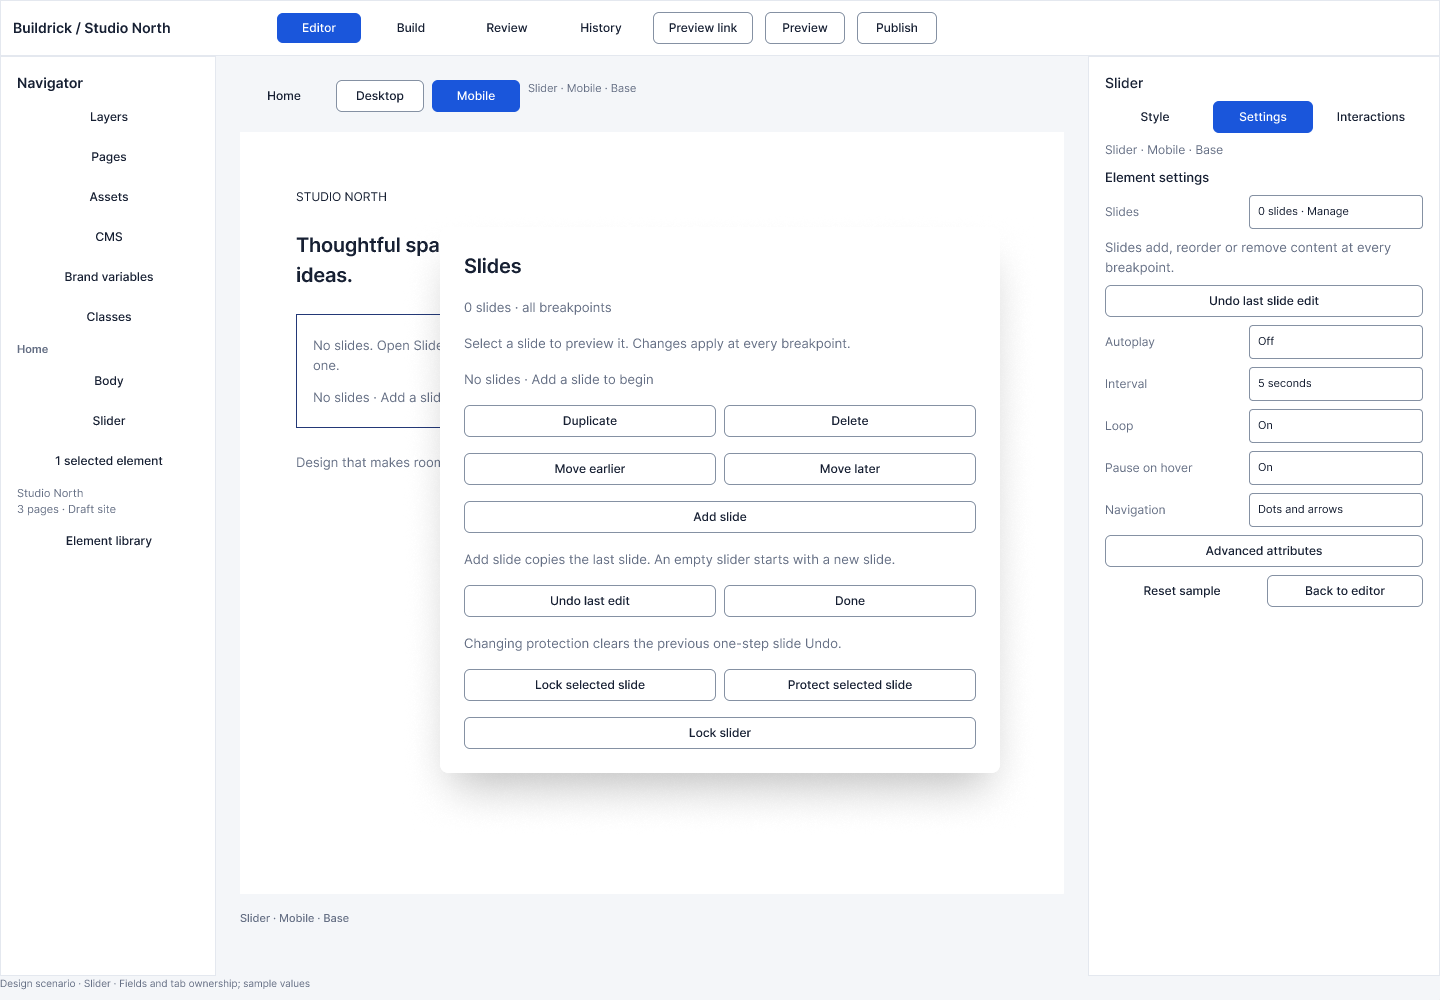 Buildrick / Studio North
Editor
Build
Review
History
Preview link
Preview
Publish
Navigator
Layers
Pages
Assets
CMS
Brand variables
Classes
Home
Body
Slider
1 selected element
Studio North
3 pages · Draft site
Element library
Home
Desktop
Mobile
Slider · Mobile · Base
STUDIO NORTH
Thoughtful spa
ideas.
No slides. Open Slide
one.
No slides · Add a slid
Design that makes room
Slides
0 slides · all breakpoints
Select a slide to preview it. Changes apply at every breakpoint.
No slides · Add a slide to begin
Duplicate
Delete
Move earlier
Move later
Add slide
Add slide copies the last slide. An empty slider starts with a new slide.
Undo last edit
Done
Changing protection clears the previous one-step slide Undo.
Lock selected slide
Protect selected slide
Lock slider
Slider · Mobile · Base
Slider
Style
Settings
Interactions
Slider · Mobile · Base
Element settings
Slides
0 slides · Manage
Slides add, reorder or remove content at every
breakpoint.
Undo last slide edit
Autoplay
Off
Interval
5 seconds
Loop
On
Pause on hover
On
Navigation
Dots and arrows
Advanced attributes
Reset sample
Back to editor
Design scenario · Slider · Fields and tab ownership; sample values